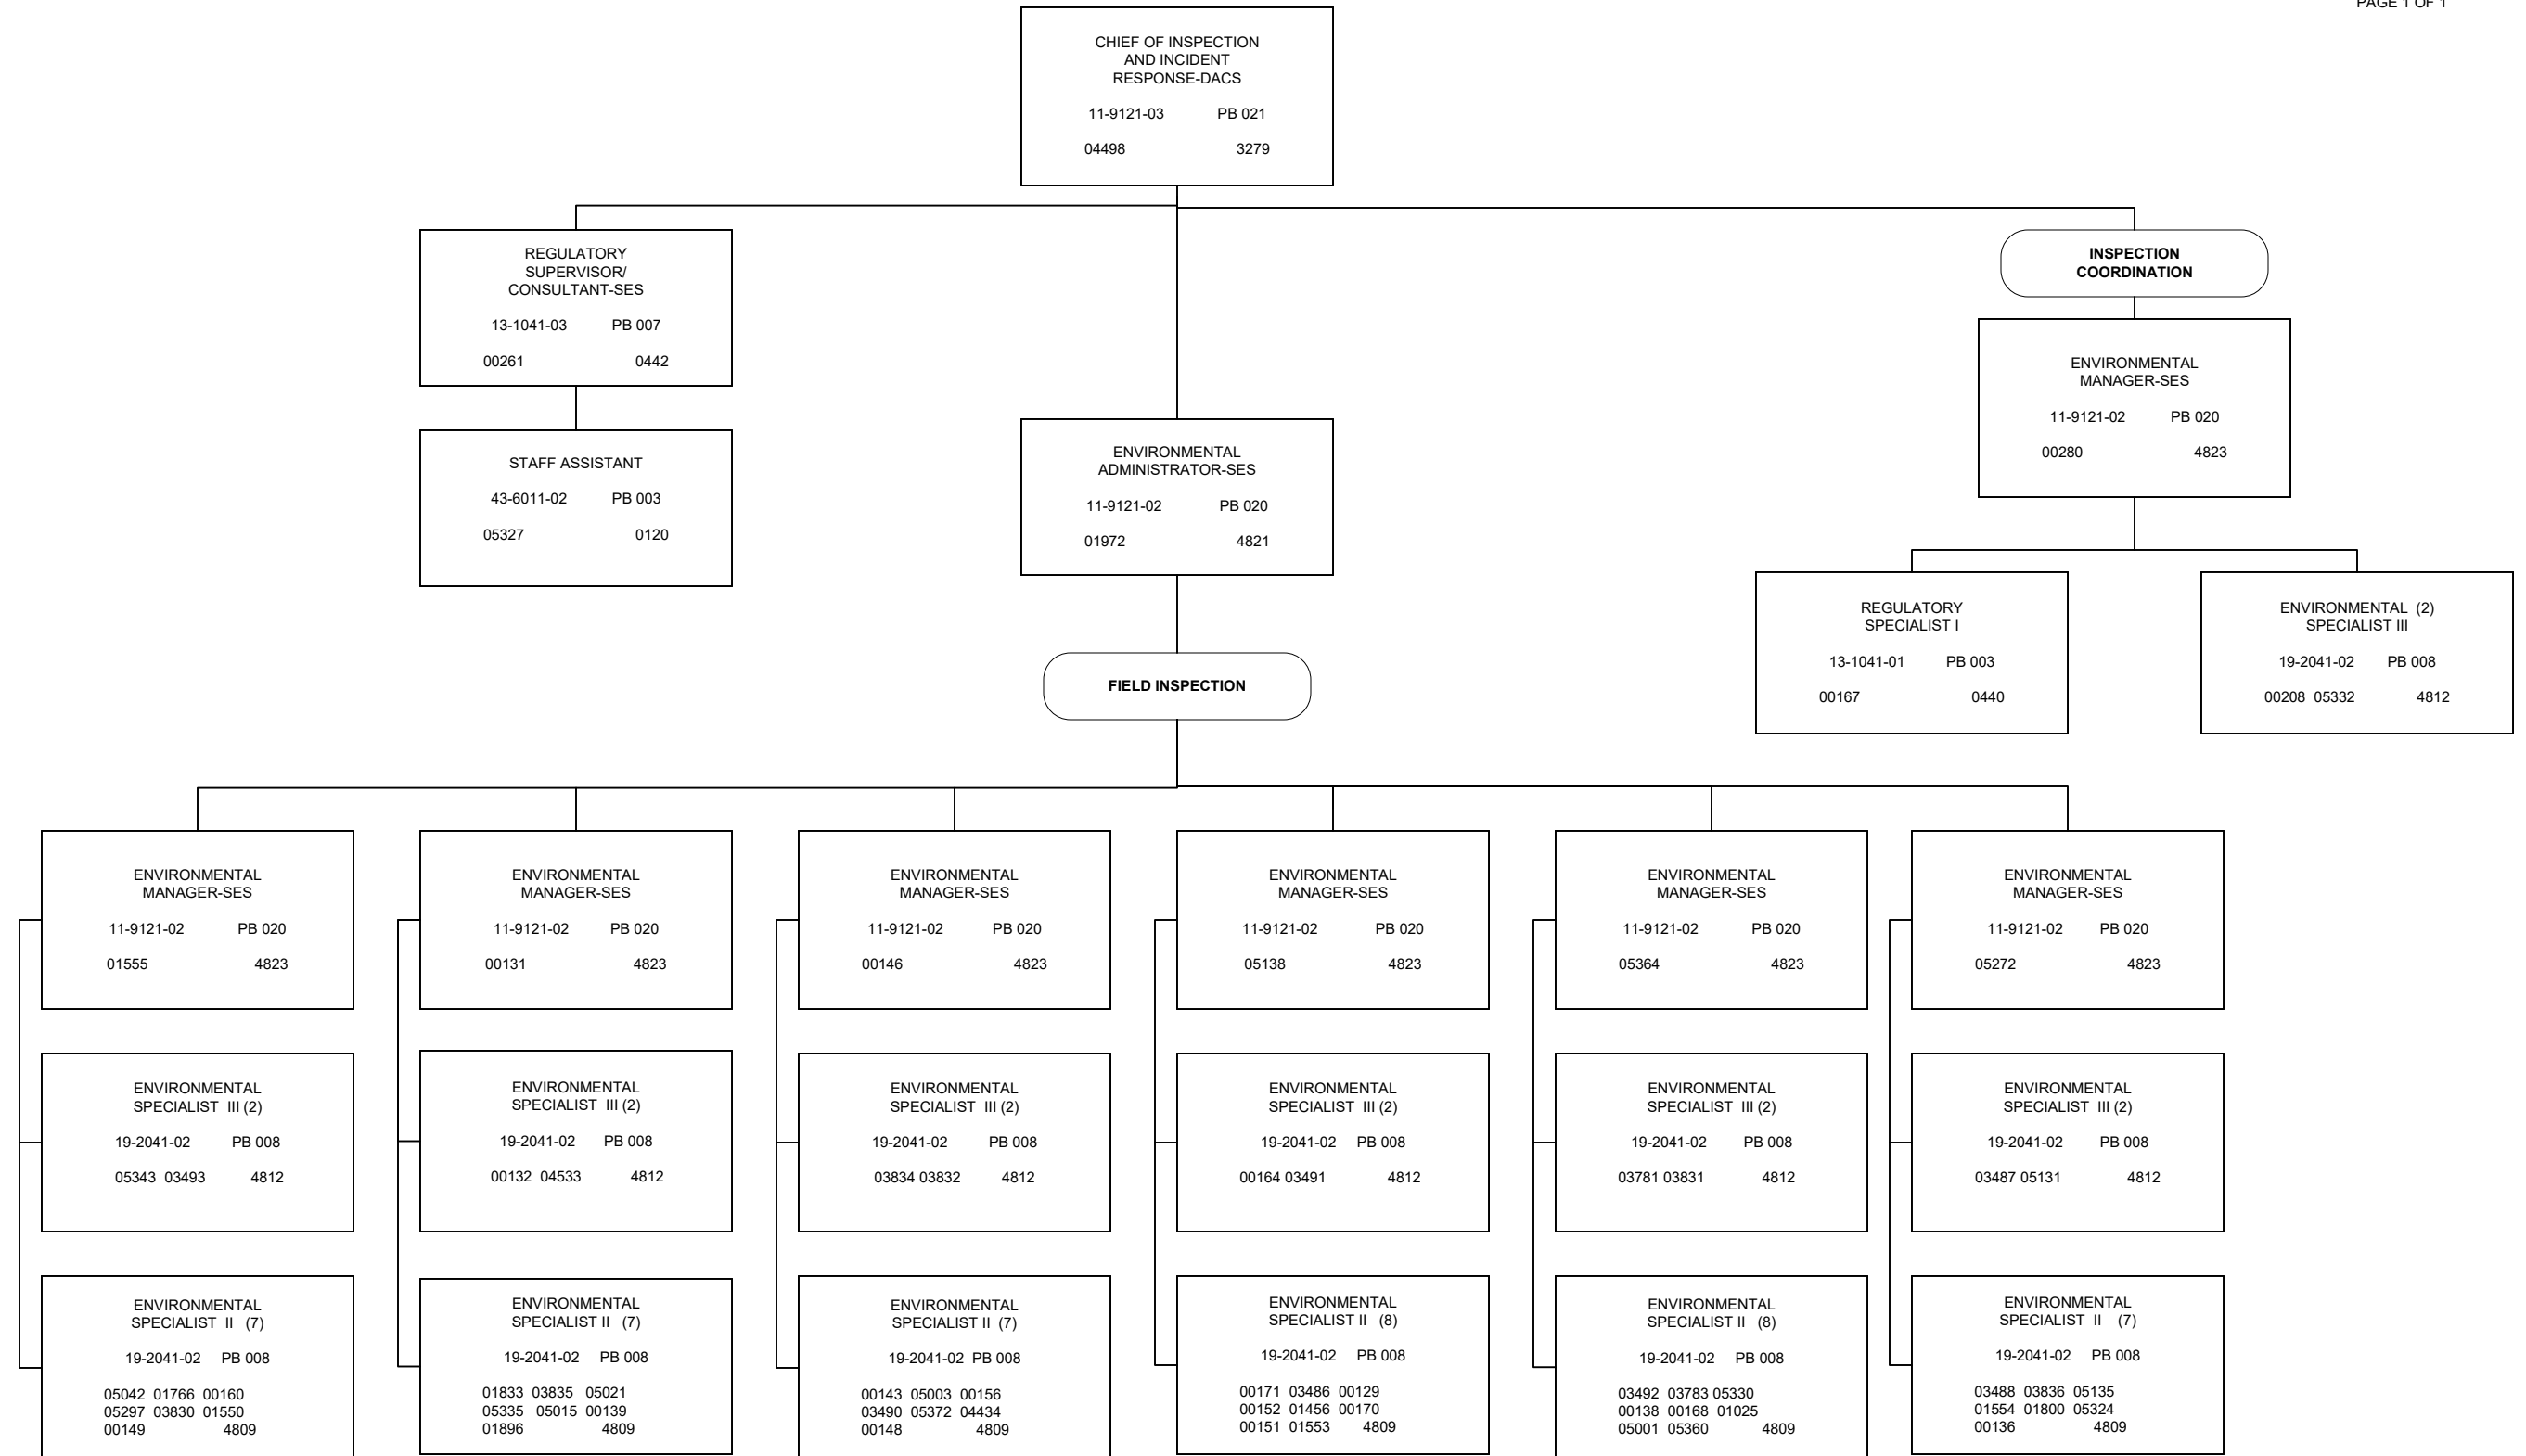 PAGE 1 OF 1
CHIEF OF INSPECTION
AND INCIDENT
RESPONSE-DACS
11-9121-03 PB 021
04498 3279
REGULATORY
SUPERVISOR/
CONSULTANT-SES
13-1041-03 PB 007
00261 0442
STAFF ASSISTANT
43-6011-02 PB 003
05327 0120
ENVIRONMENTAL
ADMINISTRATOR-SES
11-9121-02 PB 020
01972 4821
INSPECTION
COORDINATION
ENVIRONMENTAL
MANAGER-SES
11-9121-02 PB 020
00280 4823
REGULATORY
SPECIALIST I
13-1041-01 PB 003
00167 0440
ENVIRONMENTAL (2)
SPECIALIST III
19-2041-02 PB 008
00208 05332 4812
FIELD INSPECTION
ENVIRONMENTAL
MANAGER-SES
11-9121-02 PB 020
01555 4823
ENVIRONMENTAL
SPECIALIST III (2)
19-2041-02 PB 008
05343 03493 4812
ENVIRONMENTAL
SPECIALIST II (7)
19-2041-02 PB 008
05042 01766 00160
05297 03830 01550
00149 4809
ENVIRONMENTAL
MANAGER-SES
11-9121-02 PB 020
00131 4823
ENVIRONMENTAL
SPECIALIST III (2)
19-2041-02 PB 008
00132 04533 4812
ENVIRONMENTAL
SPECIALIST II (7)
19-2041-02 PB 008
01833 03835 05021
05335 05015 00139
01896 4809
ENVIRONMENTAL
MANAGER-SES
11-9121-02 PB 020
00146 4823
ENVIRONMENTAL
SPECIALIST III (2)
19-2041-02 PB 008
03834 03832 4812
ENVIRONMENTAL
SPECIALIST II (7)
19-2041-02 PB 008
00143 05003 00156
03490 05372 04434
00148 4809
ENVIRONMENTAL
MANAGER-SES
11-9121-02 PB 020
05138 4823
ENVIRONMENTAL
SPECIALIST III (2)
19-2041-02 PB 008
00164 03491 4812
ENVIRONMENTAL
SPECIALIST II (8)
19-2041-02 PB 008
00171 03486 00129
00152 01456 00170
00151 01553 4809
ENVIRONMENTAL
MANAGER-SES
11-9121-02 PB 020
05364 4823
ENVIRONMENTAL
SPECIALIST III (2)
19-2041-02 PB 008
03781 03831 4812
ENVIRONMENTAL
SPECIALIST II (8)
19-2041-02 PB 008
03492 03783 05330
00138 00168 01025
05001 05360 4809
ENVIRONMENTAL
MANAGER-SES
11-9121-02 PB 020
05272 4823
ENVIRONMENTAL
SPECIALIST III (2)
19-2041-02 PB 008
03487 05131 4812
ENVIRONMENTAL
SPECIALIST II (7)
19-2041-02 PB 008
03488 03836 05135
01554 01800 05324
00136 4809